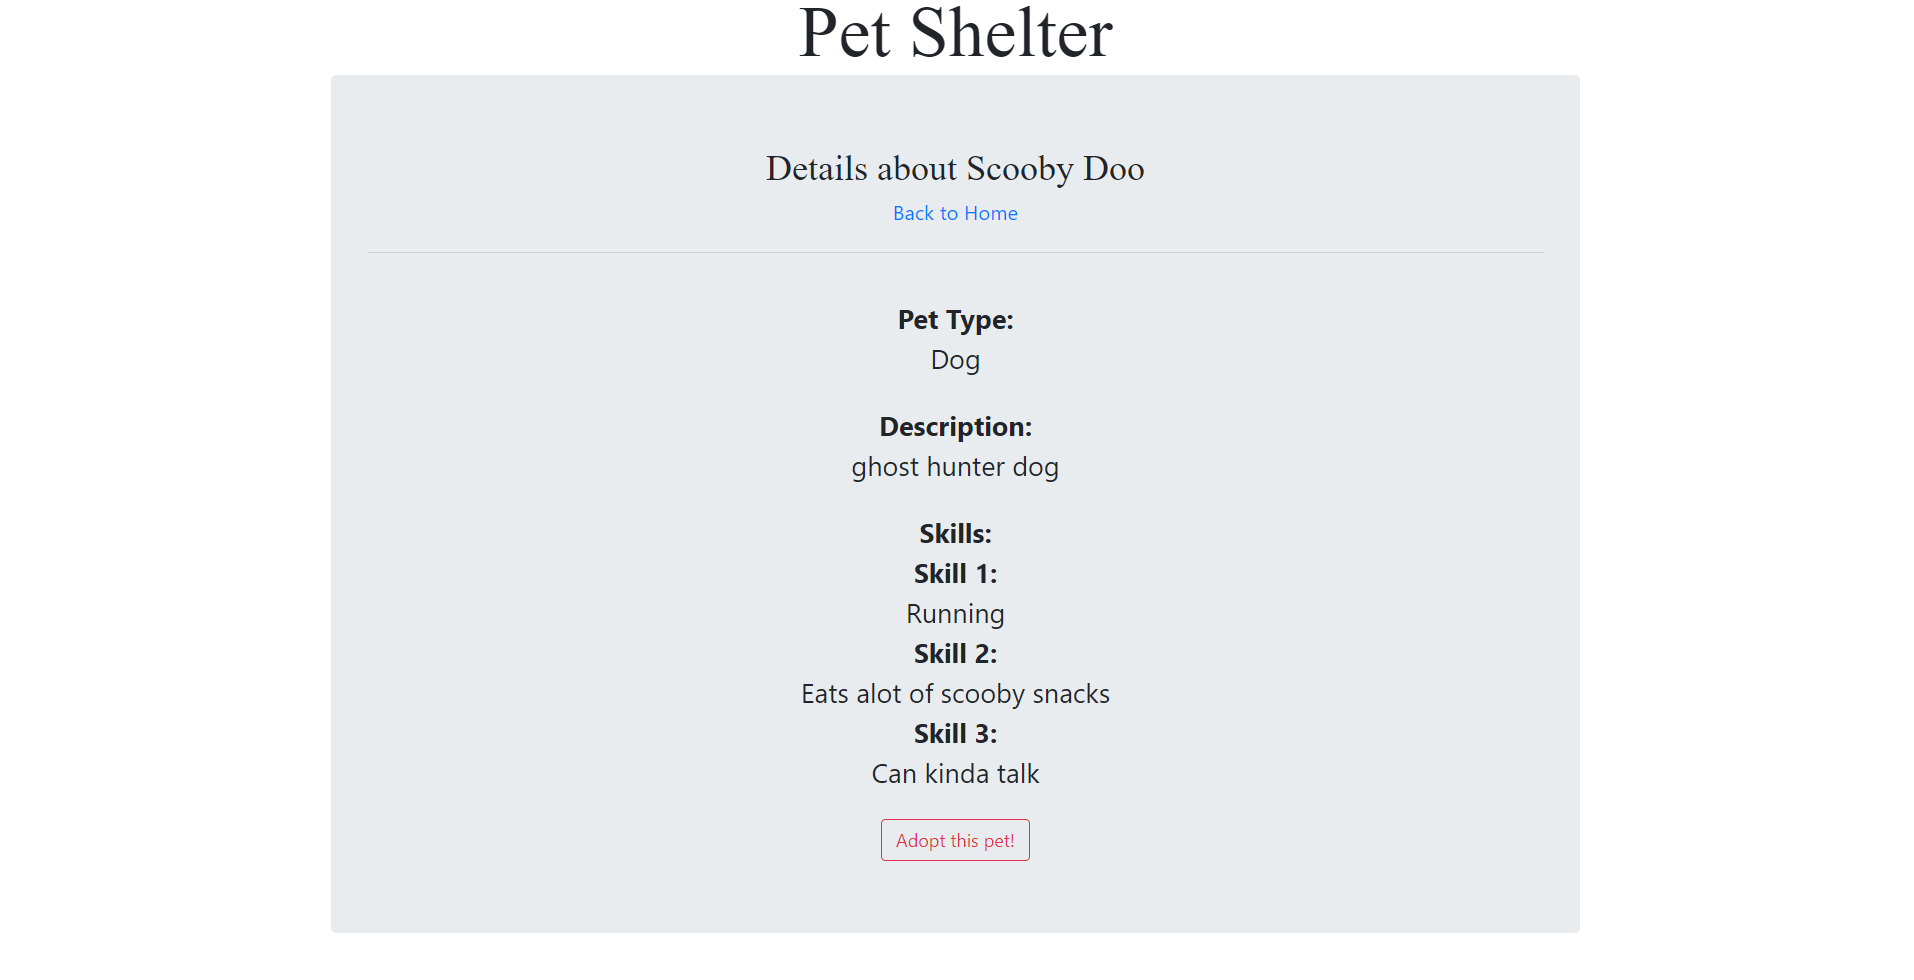 Pet Shelter
Details about Scooby Doo
Back to Home
Pet Type:
Dog
Description:
ghost hunter dog
Skills:
Skill 1:
Running
Skill 2:
Eats alot of scooby snacks
Skill 3:
Can kinda talk
Adopt this pet!